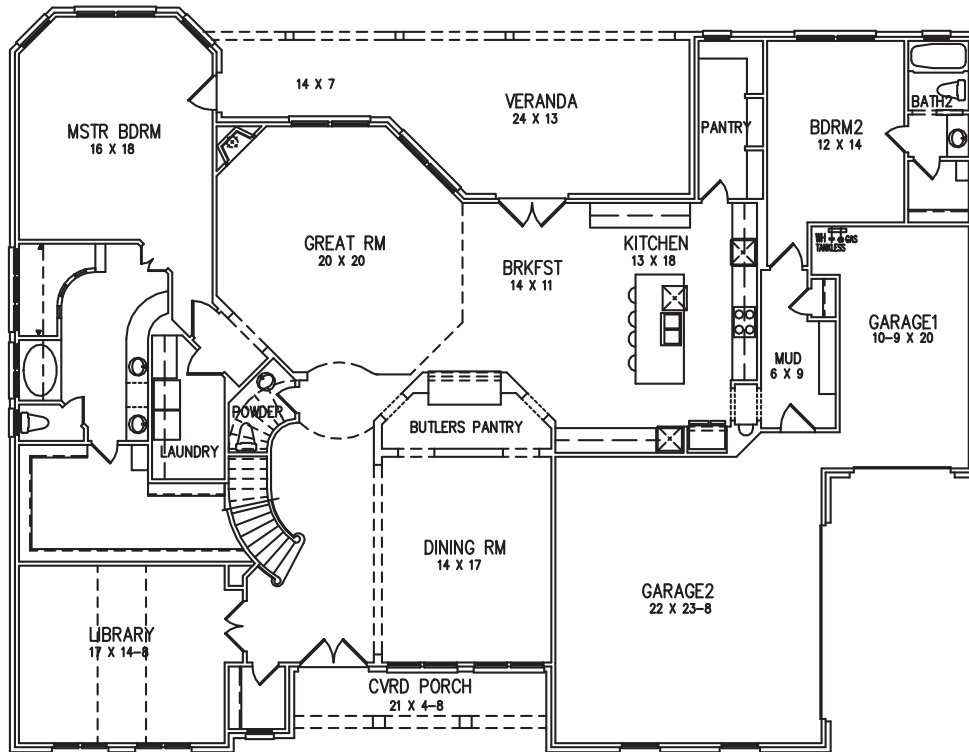 14 X 7
VERANDA
24 X 13
MSTR BDRM
16 X 18
PANTRY
BDRM2
12 X 14
BATH2
GREAT RM
20 X 20
BRKFST
14 X 11
KITCHEN
13 X 18
WH
GAS
TANKLESS
GARAGE1
10-9 X 20
MUD
6 X 9
POWDER
BUTLERS PANTRY
LAUNDRY
DINING RM
14 X 17
GARAGE2
22 X 23-8
LIBRARY
17 X 14-8
CVRD PORCH
21 X 4-8